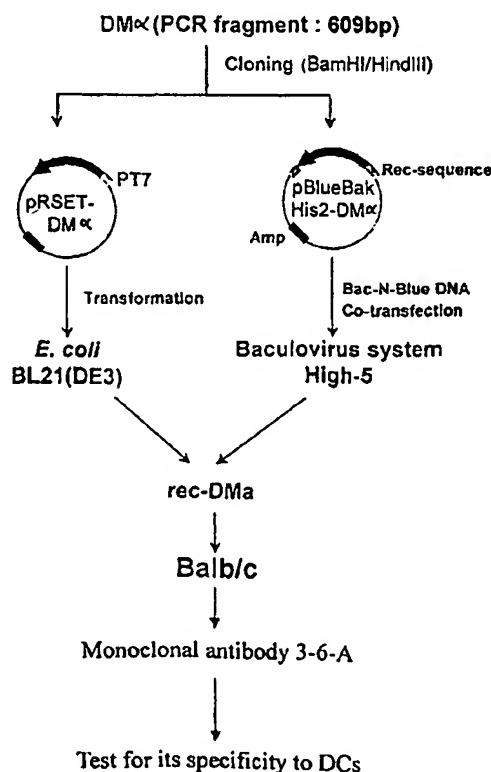 DM∝(PCR fragment : 609bp)
Cloning (BamHI/HindIII)
PT7
pRSET-
DM∝
Rec-sequence
pBlueBak
His2-DM∝
Amp
Transformation
Bac-N-Blue DNA
Co-transfection
E. coli
BL21(DE3)
Baculovirus system
High-5
rec-DMa
Balb/c
Monoclonal antibody 3-6-A
Test for its specificity to DCs